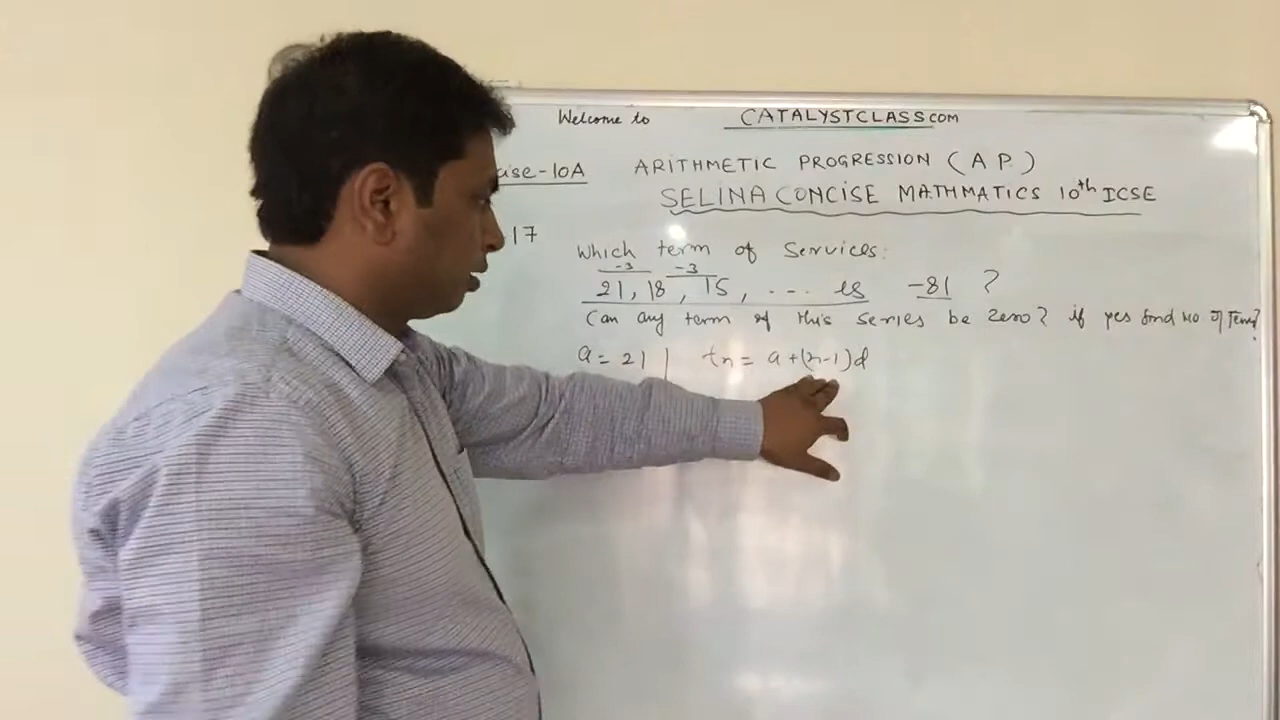 Welcome to CATALYSTCLASS.COM
ise-10A ARITHMETIC PROGRESSION (A P.)
SELINA CONCISE MATHMATICS 10th ICSE
17 Which term of Services:
-3 -3
21, 18, 15, .... is -81 ?
Can any term of this series be zero? if yes find no of Term?
a = 21 | tn = a+(n-1)d